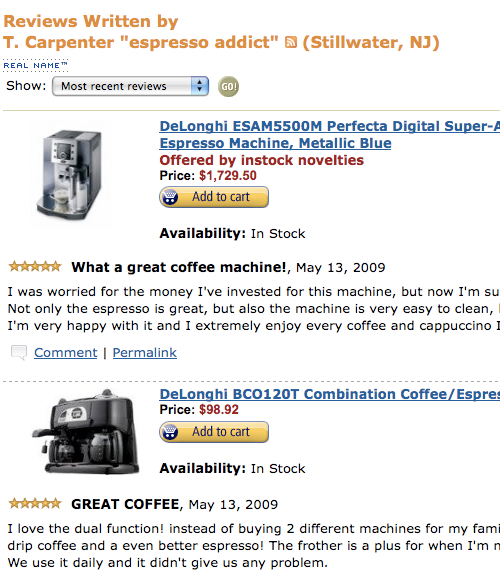 Reviews Written by
T. Carpenter "espresso addict" (Stillwater, NJ)
REAL NAME™
Show: Most recent reviews GO!
DeLonghi ESAM5500M Perfecta Digital Super-A
Espresso Machine, Metallic Blue
Offered by instock novelties
Price: $1,729.50
Add to cart
Availability: In Stock
What a great coffee machine!, May 13, 2009
I was worried for the money I've invested for this machine, but now I'm su
Not only the espresso is great, but also the machine is very easy to clean,
I'm very happy with it and I extremely enjoy every coffee and cappuccino I
Comment | Permalink
DeLonghi BCO120T Combination Coffee/Espres
Price: $98.92
Add to cart
Availability: In Stock
GREAT COFFEE, May 13, 2009
I love the dual function! instead of buying 2 different machines for my fami
drip coffee and a even better espresso! The frother is a plus for when I'm n
We use it daily and it didn't give us any problem.